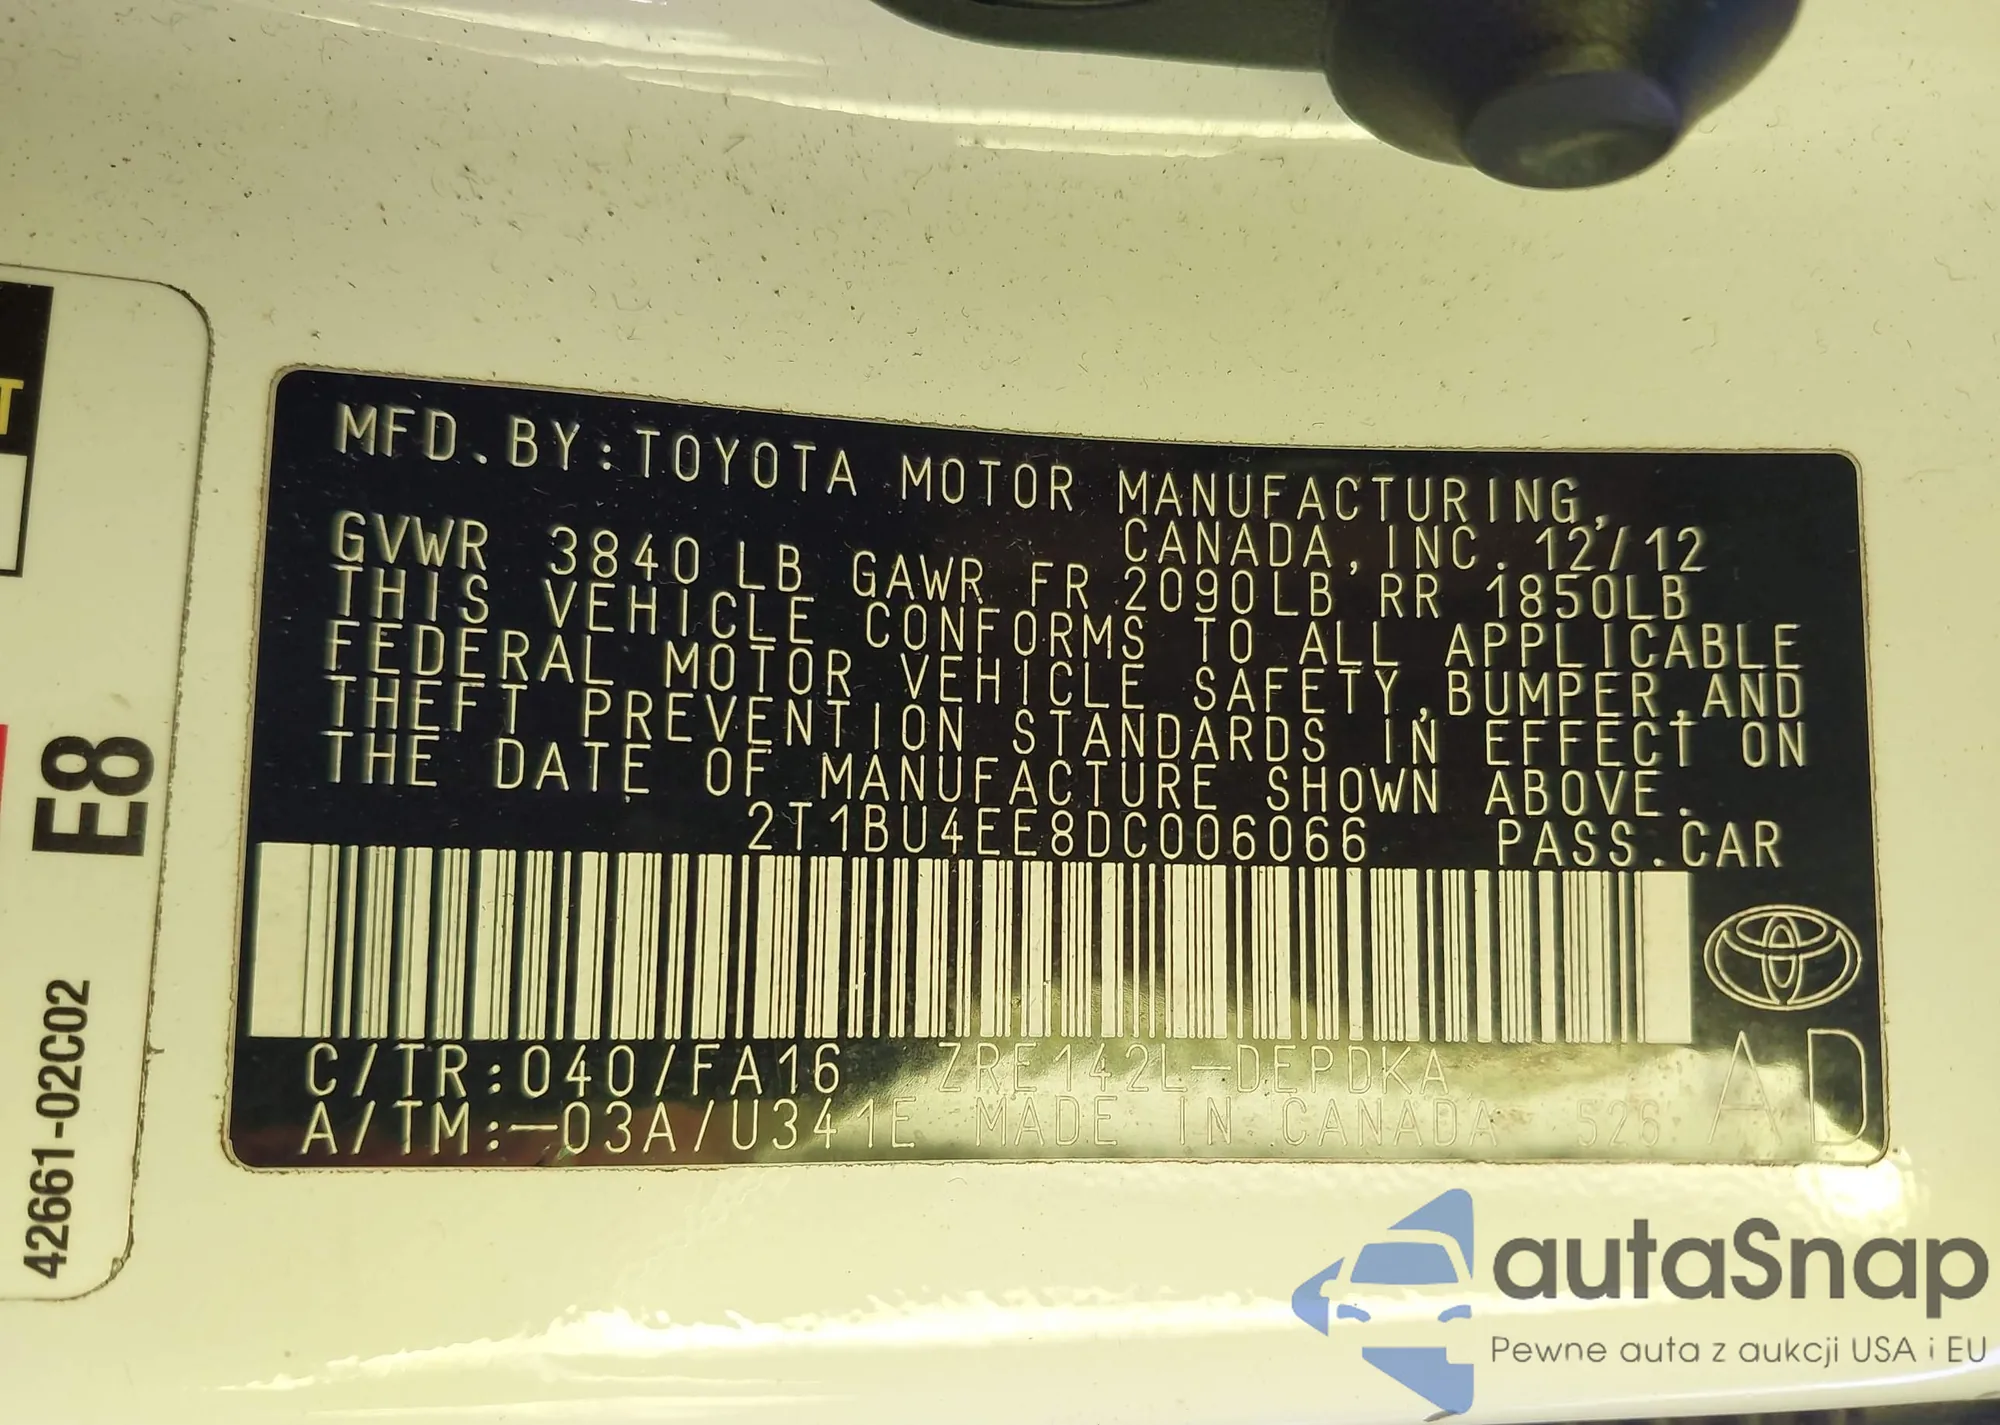 MFD.BY:TOYOTA MOTOR MANUFACTURING,
CANADA,INC. 12/12
GVWR 3840 LB GAWR FR 2090LB RR 1850LB
THIS VEHICLE CONFORMS TO ALL APPLICABLE
FEDERAL MOTOR VEHICLE SAFETY,BUMPER,AND
THEFT PREVENTION STANDARDS IN EFFECT ON
THE DATE OF MANUFACTURE SHOWN ABOVE.
2T1BU4EE8DC006066 PASS.CAR
C/TR:040/FA16 ZRE142L-DEPDKA
A/TM:-03A/U341E MADE IN CANADA 526
AD
T
E8
42661-02C02
autaSnap
Pewne auta z aukcji USA i EU